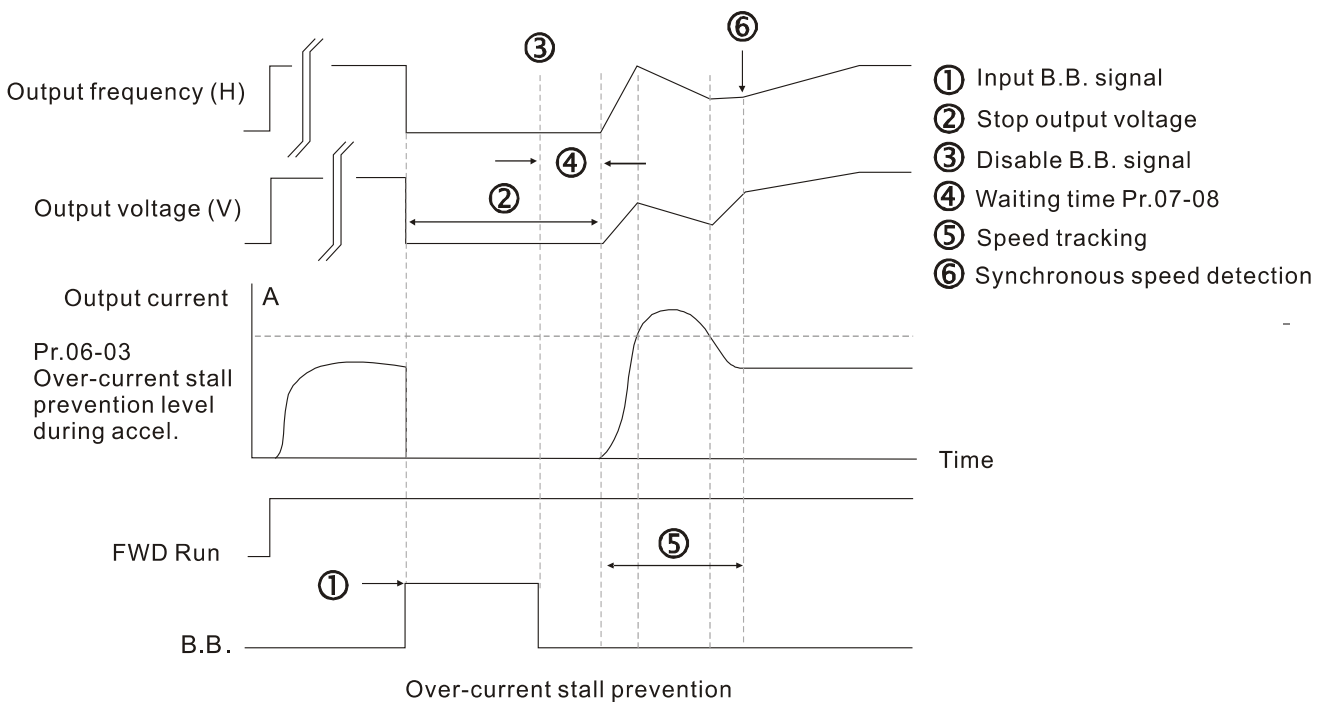 ⑥
③
Output frequency (H)
④
Output voltage (V)
②
① Input B.B. signal
② Stop output voltage
③ Disable B.B. signal
④ Waiting time Pr.07-08
⑤ Speed tracking
⑥ Synchronous speed detection
Output current
A
Pr.06-03
Over-current stall
prevention level
during accel.
Time
FWD Run
⑤
①
B.B.
Over-current stall prevention